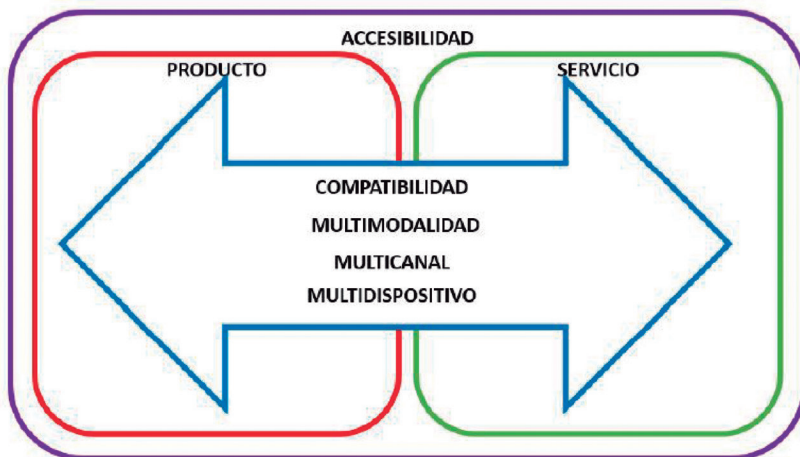 ACCESIBILIDAD
PRODUCTO
SERVICIO
COMPATIBILIDAD
MULTIMODALIDAD
MULTICANAL
MULTIDISPOSITIVO